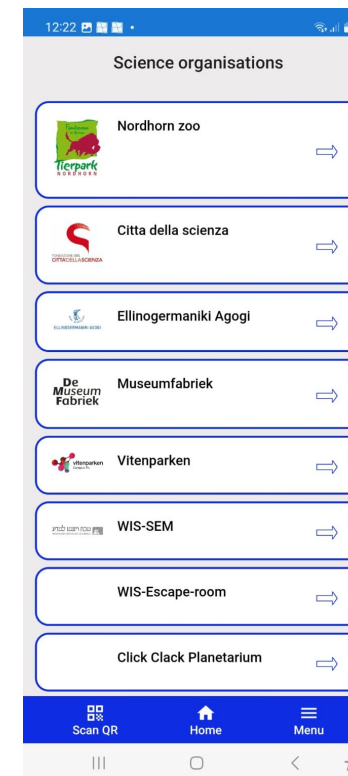 12:22
Science organisations
Nordhorn zoo
Tierpark
NORDHORN
Citta della scienza
CITTADELLASCIENZA
Ellinogermaniki Agogi
ELLINOGERMANIKI AGOGI
De
Museum
Fabriek
Museumfabriek
vitenparken
Vitenparken
WIS-SEM
WIS-Escape-room
Click Clack Planetarium
Scan QR
Home
Menu